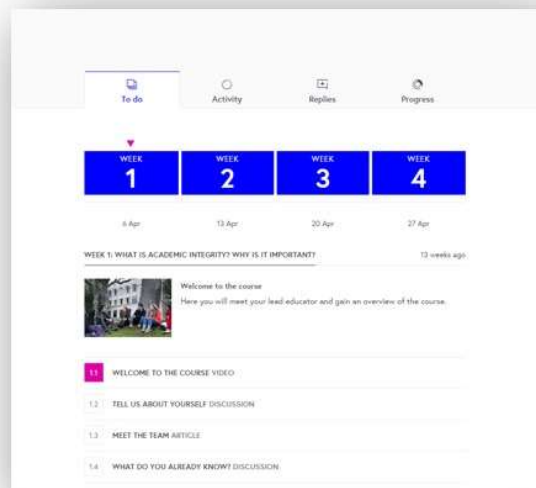 To do
Activity
Replies
Progress
WEEK
1
WEEK
2
WEEK
3
WEEK
4
6 Apr
13 Apr
20 Apr
27 Apr
WEEK 1: WHAT IS ACADEMIC INTEGRITY? WHY IS IT IMPORTANT?
13 weeks ago
Welcome to the course
Here you will meet your lead educator and gain an overview of the course.
1.1 WELCOME TO THE COURSE VIDEO
1.2 TELL US ABOUT YOURSELF DISCUSSION
1.3 MEET THE TEAM ARTICLE
1.4 WHAT DO YOU ALREADY KNOW? DISCUSSION